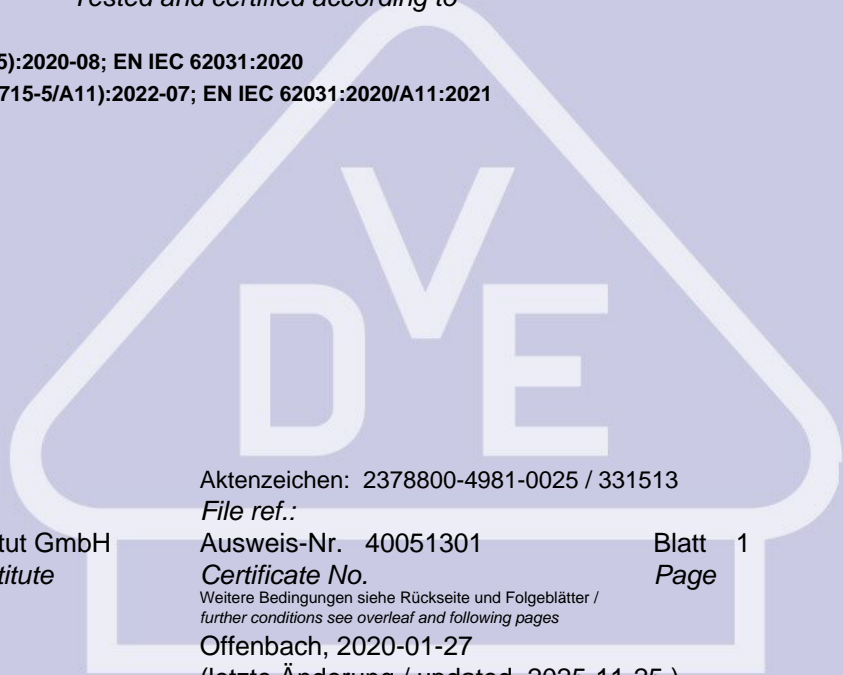 Tested and certified according to
5):2020-08; EN IEC 62031:2020
715-5/A11):2022-07; EN IEC 62031:2020/A11:2021
VDE
Aktenzeichen: 2378800-4981-0025 / 331513
File ref.:
tut GmbH Ausweis-Nr. 40051301 Blatt 1
titute Certificate No. Page
Weitere Bedingungen siehe Rückseite und Folgeblätter /
further conditions see overleaf and following pages
Offenbach, 2020-01-27
(letzte Änderung / updated 2025-11-25 )